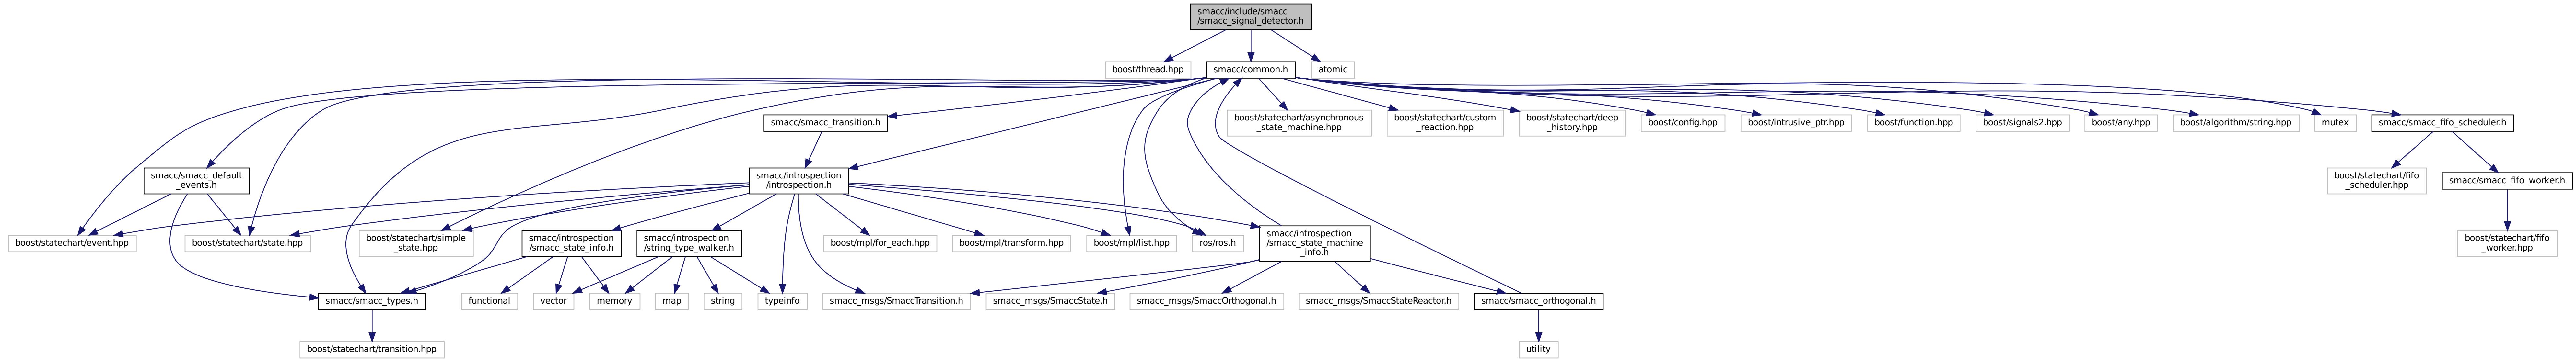 smacc/include/smacc
/smacc_signal_detector.h
boost/thread.hpp
smacc/common.h
atomic
smacc/smacc_transition.h
boost/statechart/asynchronous
_state_machine.hpp
boost/statechart/custom
_reaction.hpp
boost/statechart/deep
_history.hpp
boost/config.hpp
boost/intrusive_ptr.hpp
boost/function.hpp
boost/signals2.hpp
boost/any.hpp
boost/algorithm/string.hpp
mutex
smacc/smacc_fifo_scheduler.h
smacc/smacc_default
_events.h
smacc/introspection
/introspection.h
boost/statechart/fifo
_scheduler.hpp
smacc/smacc_fifo_worker.h
boost/statechart/event.hpp
boost/statechart/state.hpp
boost/statechart/simple
_state.hpp
smacc/introspection
/smacc_state_info.h
smacc/introspection
/string_type_walker.h
boost/mpl/for_each.hpp
boost/mpl/transform.hpp
boost/mpl/list.hpp
ros/ros.h
smacc/introspection
/smacc_state_machine
_info.h
boost/statechart/fifo
_worker.hpp
smacc/smacc_types.h
functional
vector
memory
map
string
typeinfo
smacc_msgs/SmaccTransition.h
smacc_msgs/SmaccState.h
smacc_msgs/SmaccOrthogonal.h
smacc_msgs/SmaccStateReactor.h
smacc/smacc_orthogonal.h
boost/statechart/transition.hpp
utility